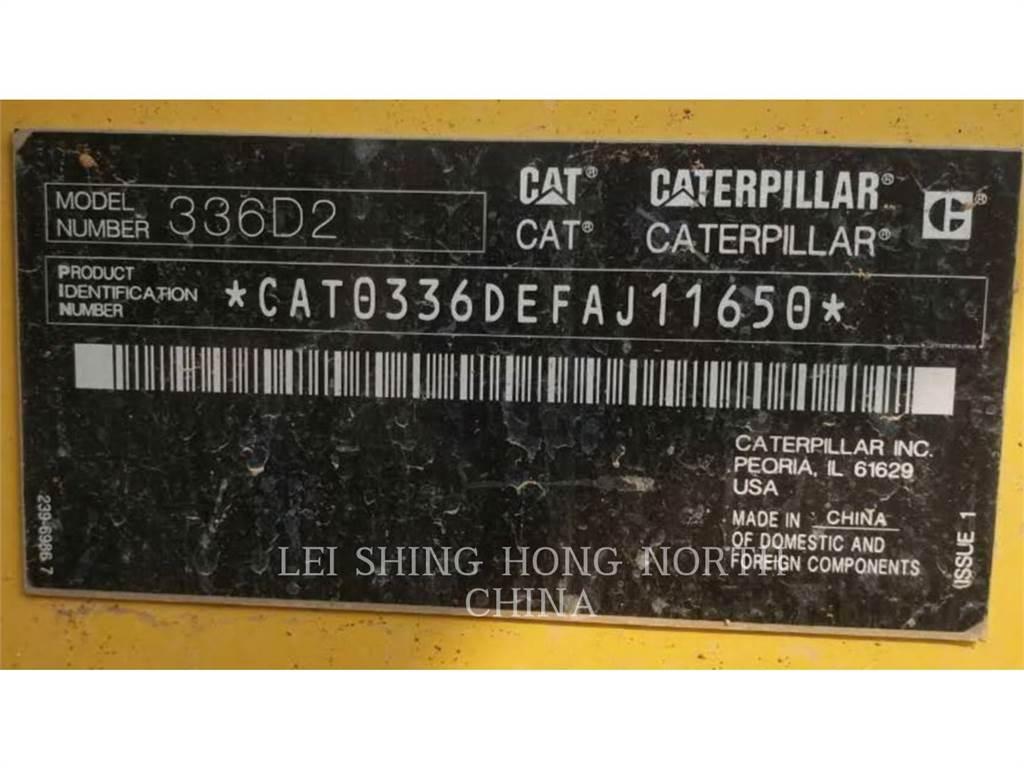 CAT® CATERPILLAR®
CAT® CATERPILLAR®
MODEL
NUMBER 336D2
PRODUCT
IDENTIFICATION
NUMBER
*CAT0336DEFAJ11650*
CATERPILLAR INC.
PEORIA, IL 61629
USA
MADE IN CHINA
OF DOMESTIC AND
FOREIGN COMPONENTS
239-6986 7
(ISSUE 1
LEI SHING HONG NORTH
CHINA